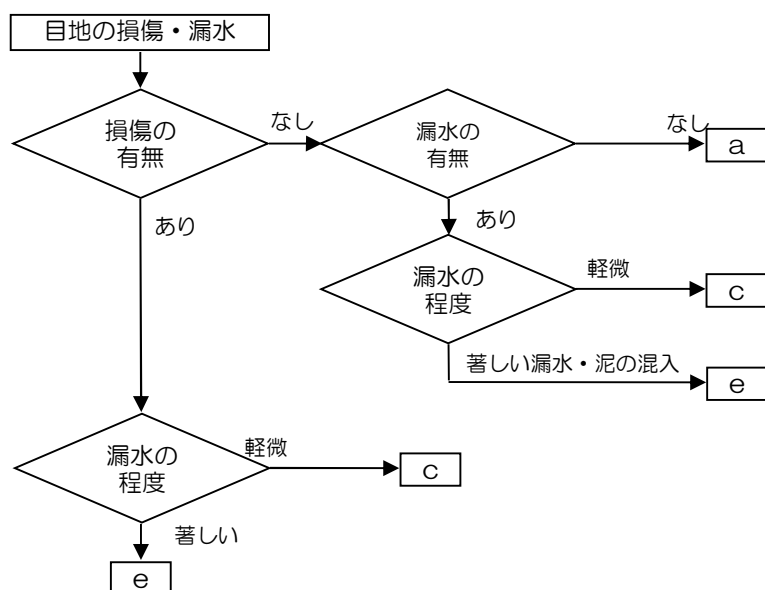 目地の損傷・漏水
損傷の
有無
なし
漏水の
有無
なし
a
あり
あり
漏水の
程度
軽微
c
著しい漏水・泥の混入
e
漏水の
程度
軽微
c
著しい
e